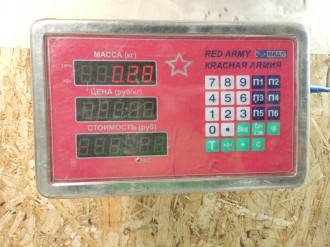 МАССА (кг)
0.28
ЦЕНА (руб/кг)
СТОИМОСТЬ (руб)
RED ARMY
КРАСНАЯ АРМИЯ
7 8 9 П1 П2
4 5 6 П3 П4
1 2 3 П5 П6
0
T + C